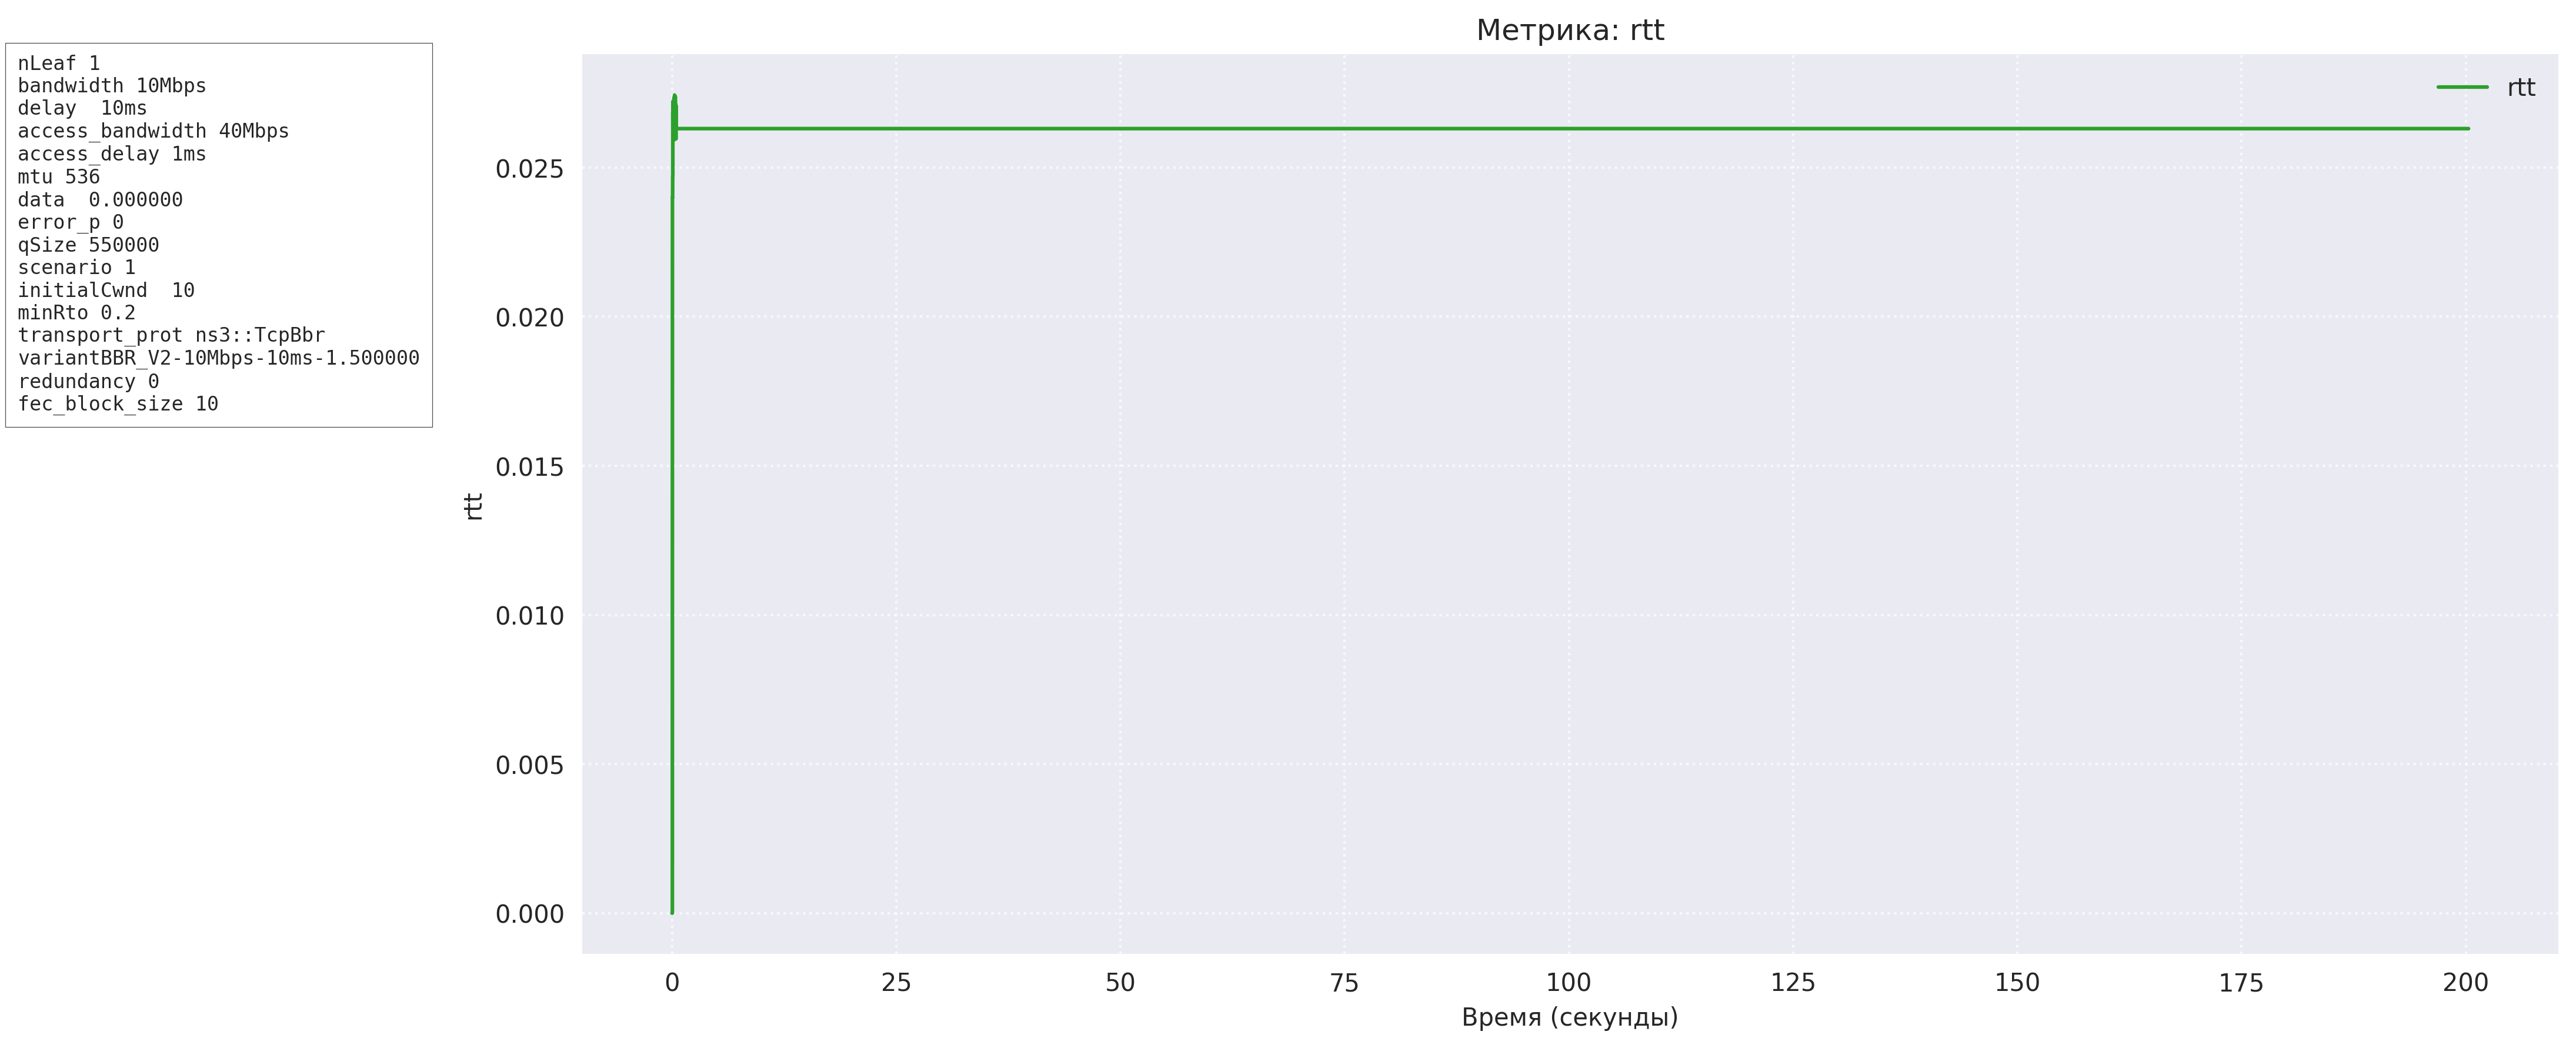 Метрика: rtt
nLeaf 1
bandwidth 10Mbps
delay  10ms
access_bandwidth 40Mbps
access_delay 1ms
mtu 536
data  0.000000
error_p 0
qSize 550000
scenario 1
initialCwnd  10
minRto 0.2
transport_prot ns3::TcpBbr
variantBBR_V2-10Mbps-10ms-1.500000
redundancy 0
fec_block_size 10
rtt
rtt
0.025
0.020
0.015
0.010
0.005
0.000
0 25 50 75 100 125 150 175 200
Время (секунды)